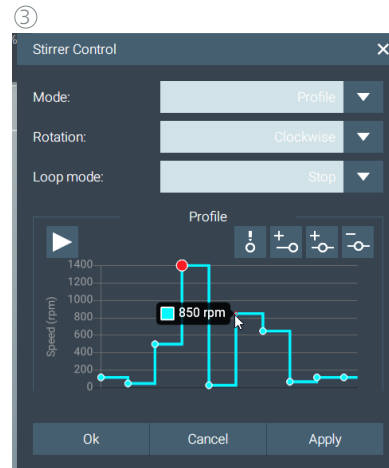 ③
%
Stirrer Control
Mode: Profile
Rotation: Clockwise
Loop mode: Stop
Profile
1400
1200
1000
800
600
400
200
0
Speed (rpm)
850 rpm
Ok Cancel Apply